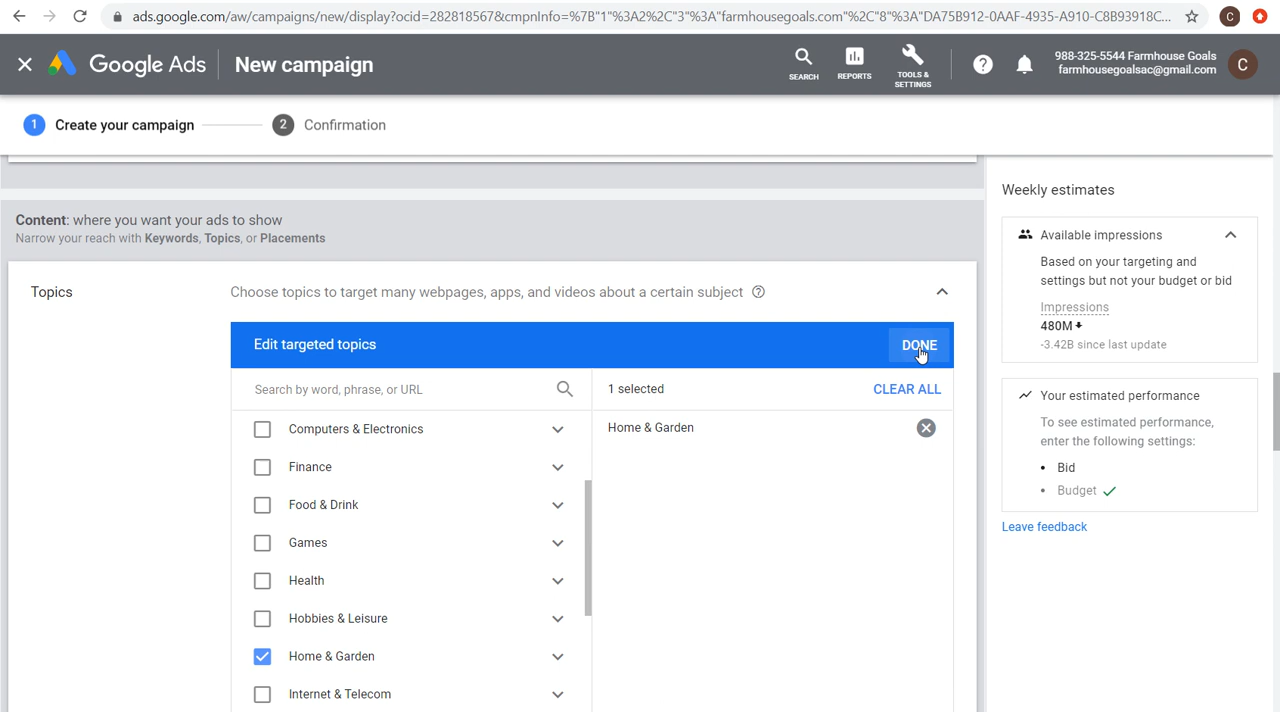 ads.google.com/aw/campaigns/new/display?ocid=282818557&cmpnInfo=%7B"1"%3A2%2C"3"%3A"farmhousegoals.com"%2C"8"%3A"DA75B912-0AAF-4935-A910-C8B93918C...
C
Google Ads
New campaign
SEARCH
REPORTS
TOOLS &
SETTINGS
988-325-5544 Farmhouse Goals
farmhousegoalsac@gmail.com
C
1 Create your campaign
2 Confirmation
Content: where you want your ads to show
Narrow your reach with Keywords, Topics, or Placements
Topics
Choose topics to target many webpages, apps, and videos about a certain subject
Edit targeted topics
DONE
Search by word, phrase, or URL
1 selected
CLEAR ALL
Computers & Electronics
Home & Garden
Finance
Food & Drink
Games
Health
Hobbies & Leisure
Home & Garden
Internet & Telecom
Weekly estimates
Available impressions
Based on your targeting and
settings but not your budget or bid
Impressions
480M
-3.42B since last update
Your estimated performance
To see estimated performance,
enter the following settings:
• Bid
• Budget
Leave feedback